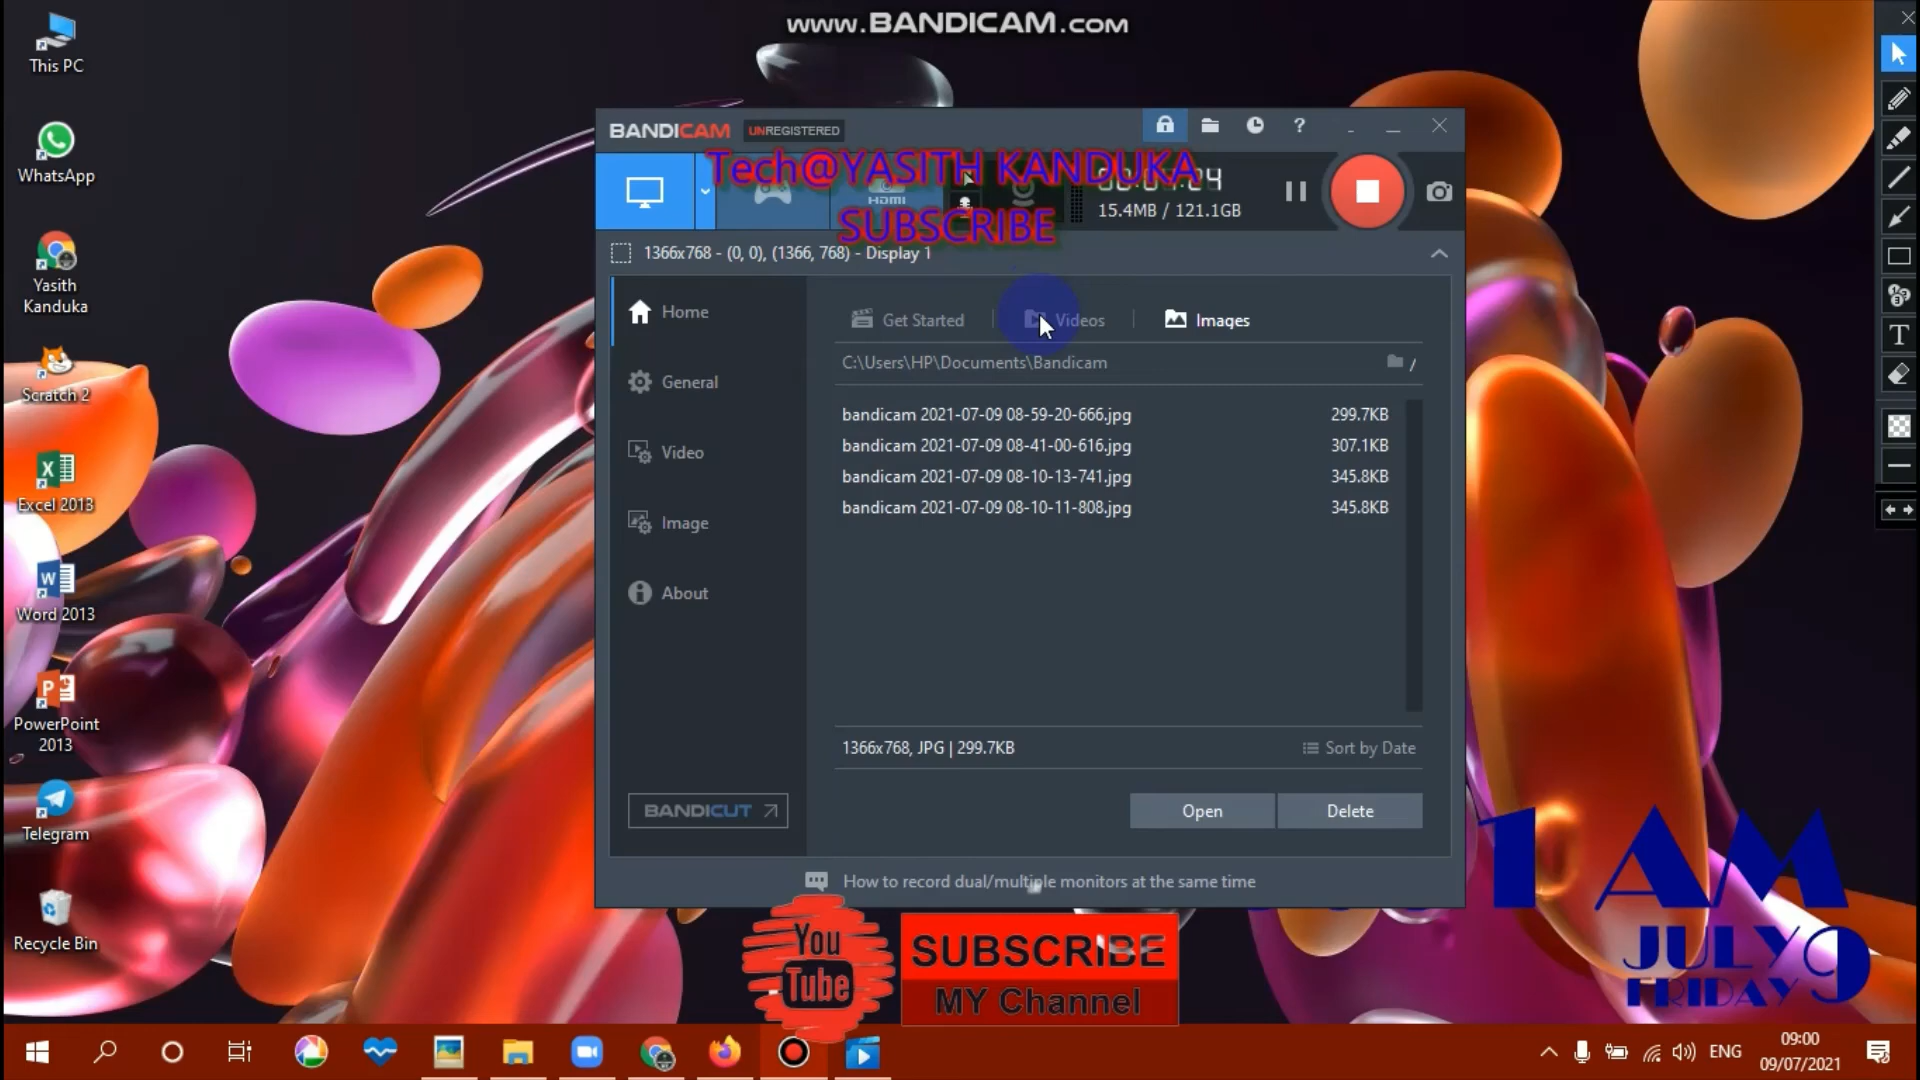 www.BANDICAM.com
This PC
WhatsApp
Yasith
Kanduka
Scratch 2
Excel 2013
Word 2013
PowerPoint
2013
Telegram
Recycle Bin
BANDICAM UNREGISTERED
Tech@YASITH KANDUKA
SUBSCRIBE
HDMI
15.4MB / 121.1GB
1366x768 - (0, 0), (1366, 768) - Display 1
Home
General
Video
Image
About
BANDICUT
Get Started
Videos
Images
C:\Users\HP\Documents\Bandicam
bandicam 2021-07-09 08-59-20-666.jpg 299.7KB
bandicam 2021-07-09 08-41-00-616.jpg 307.1KB
bandicam 2021-07-09 08-10-13-741.jpg 345.8KB
bandicam 2021-07-09 08-10-11-808.jpg 345.8KB
1366x768, JPG | 299.7KB
Sort by Date
Open
Delete
How to record dual/multiple monitors at the same time
You
Tube
SUBSCRIBE
MY Channel
1 AM
JULY 9
FRIDAY
ENG
09:00
09/07/2021